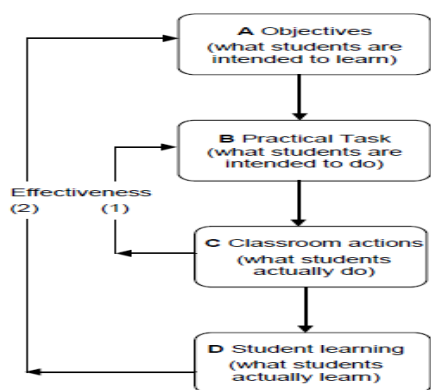 A Objectives
(what students are
intended to learn)
B Practical Task
(what students are
intended to do)
Effectiveness
(2) (1)
C Classroom actions
(what students
actually do)
D Student learning
(what students
actually learn)